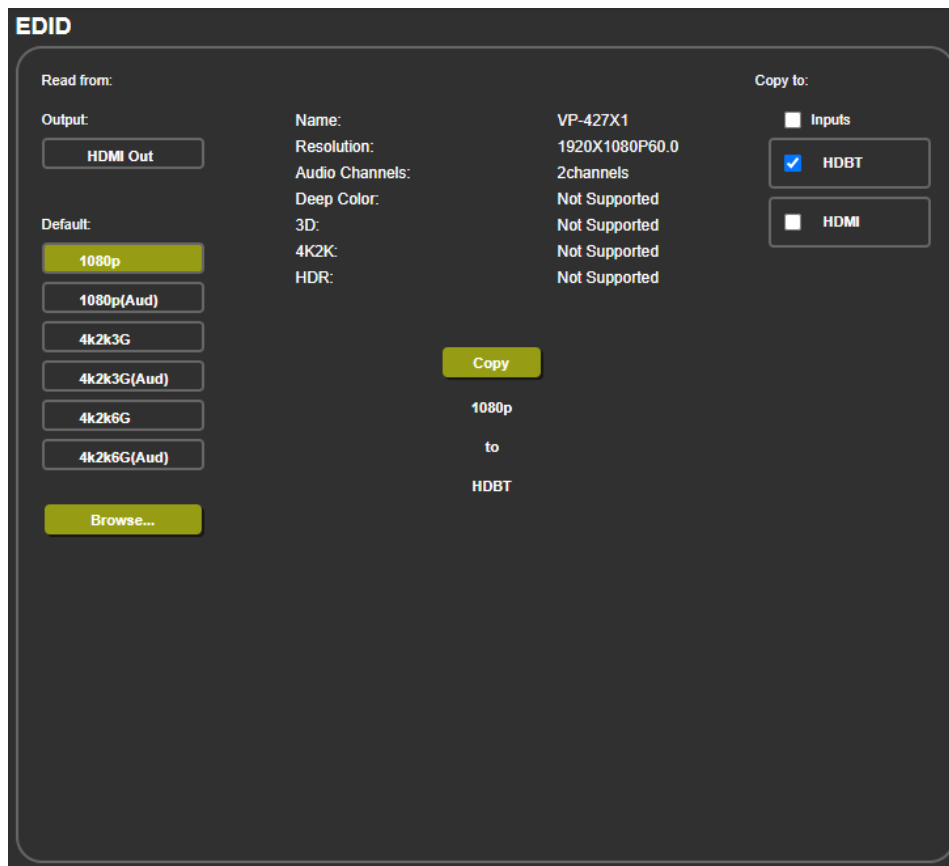 EDID
Read from:
Output:
HDMI Out
Default:
1080p
1080p(Aud)
4k2k3G
4k2k3G(Aud)
4k2k6G
4k2k6G(Aud)
Browse...
Name: VP-427X1
Resolution: 1920X1080P60.0
Audio Channels: 2channels
Deep Color: Not Supported
3D: Not Supported
4K2K: Not Supported
HDR: Not Supported
Copy
1080p
to
HDBT
Copy to:
Inputs
HDBT
HDMI